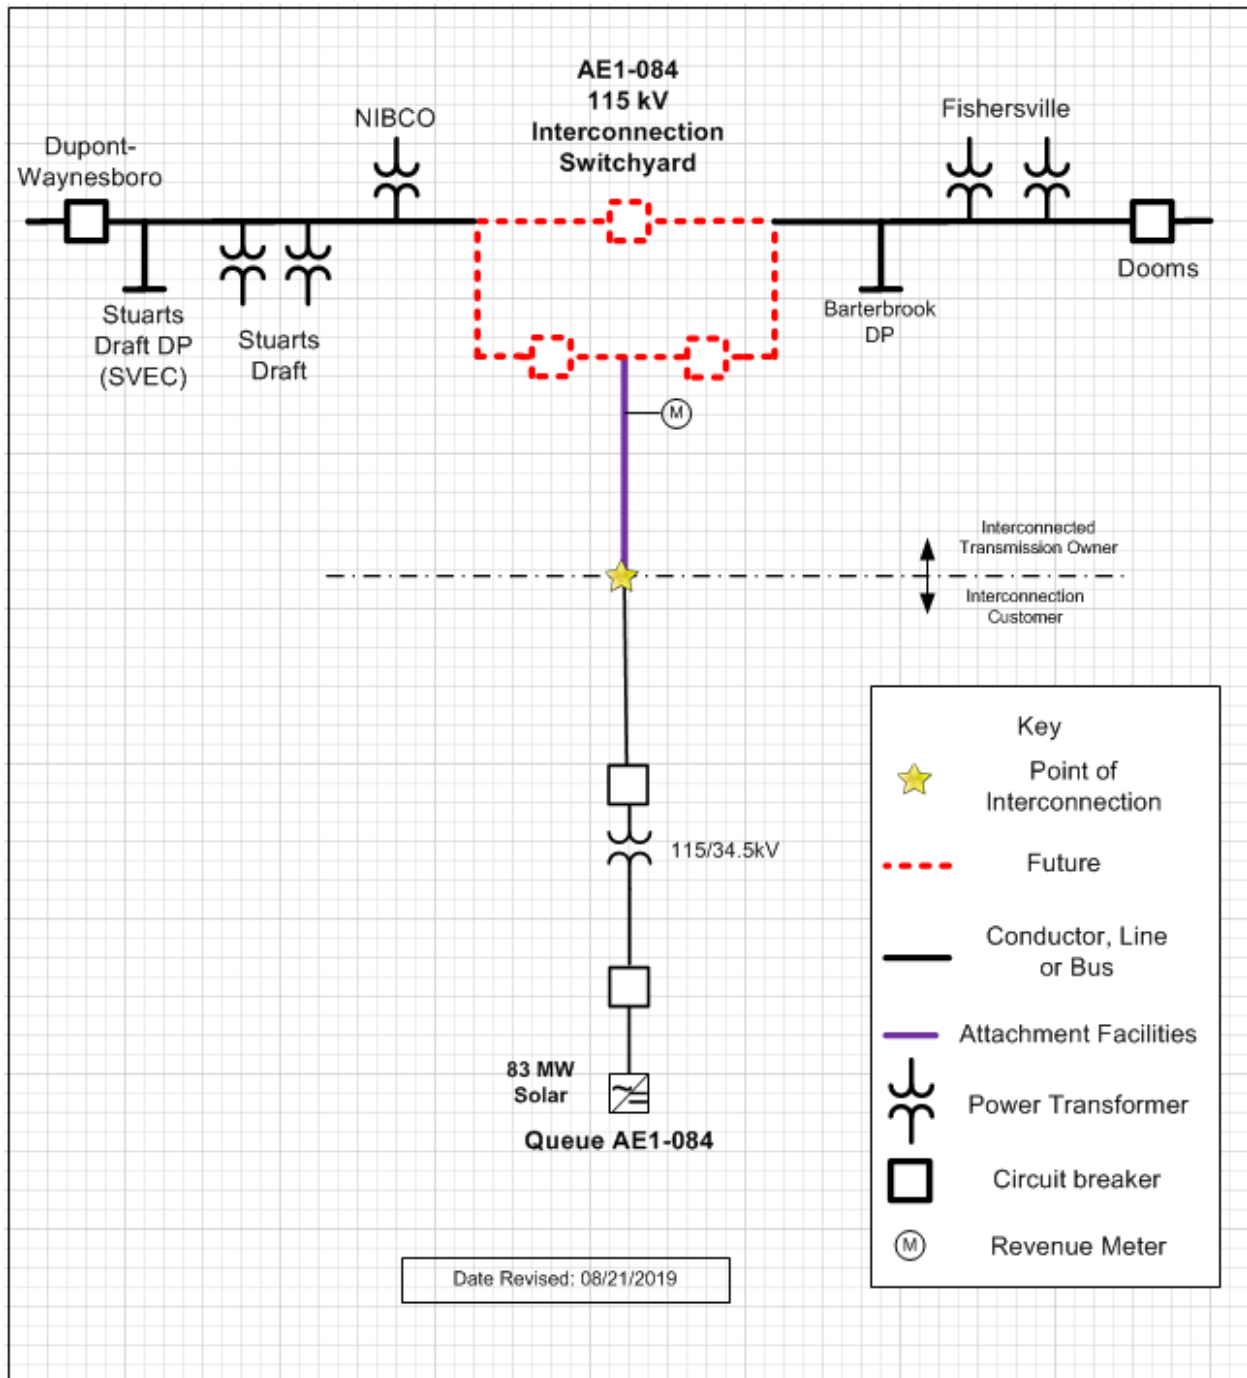 AE1-084
115 kV
Interconnection
Switchyard
NIBCO
Fishersville
Dupont-
Waynesboro
Dooms
Stuarts
Draft DP
(SVEC)
Stuarts
Draft
Barterbrook
DP
M
Interconnected
Transmission Owner
Interconnection
Customer
115/34.5kV
83 MW
Solar
Queue AE1-084
Key
Point of
Interconnection
Future
Conductor, Line
or Bus
Attachment Facilities
Power Transformer
Circuit breaker
M
Revenue Meter
Date Revised: 08/21/2019